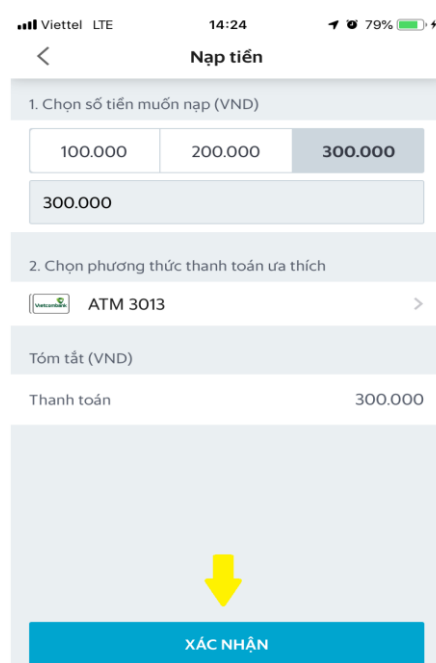 Viettel LTE 14:24 79%
Nạp tiền
1. Chọn số tiền muốn nạp (VND)
100.000 200.000 300.000
300.000
2. Chọn phương thức thanh toán ưa thích
Vietcombank ATM 3013
Tóm tắt (VND)
Thanh toán 300.000
XÁC NHẬN